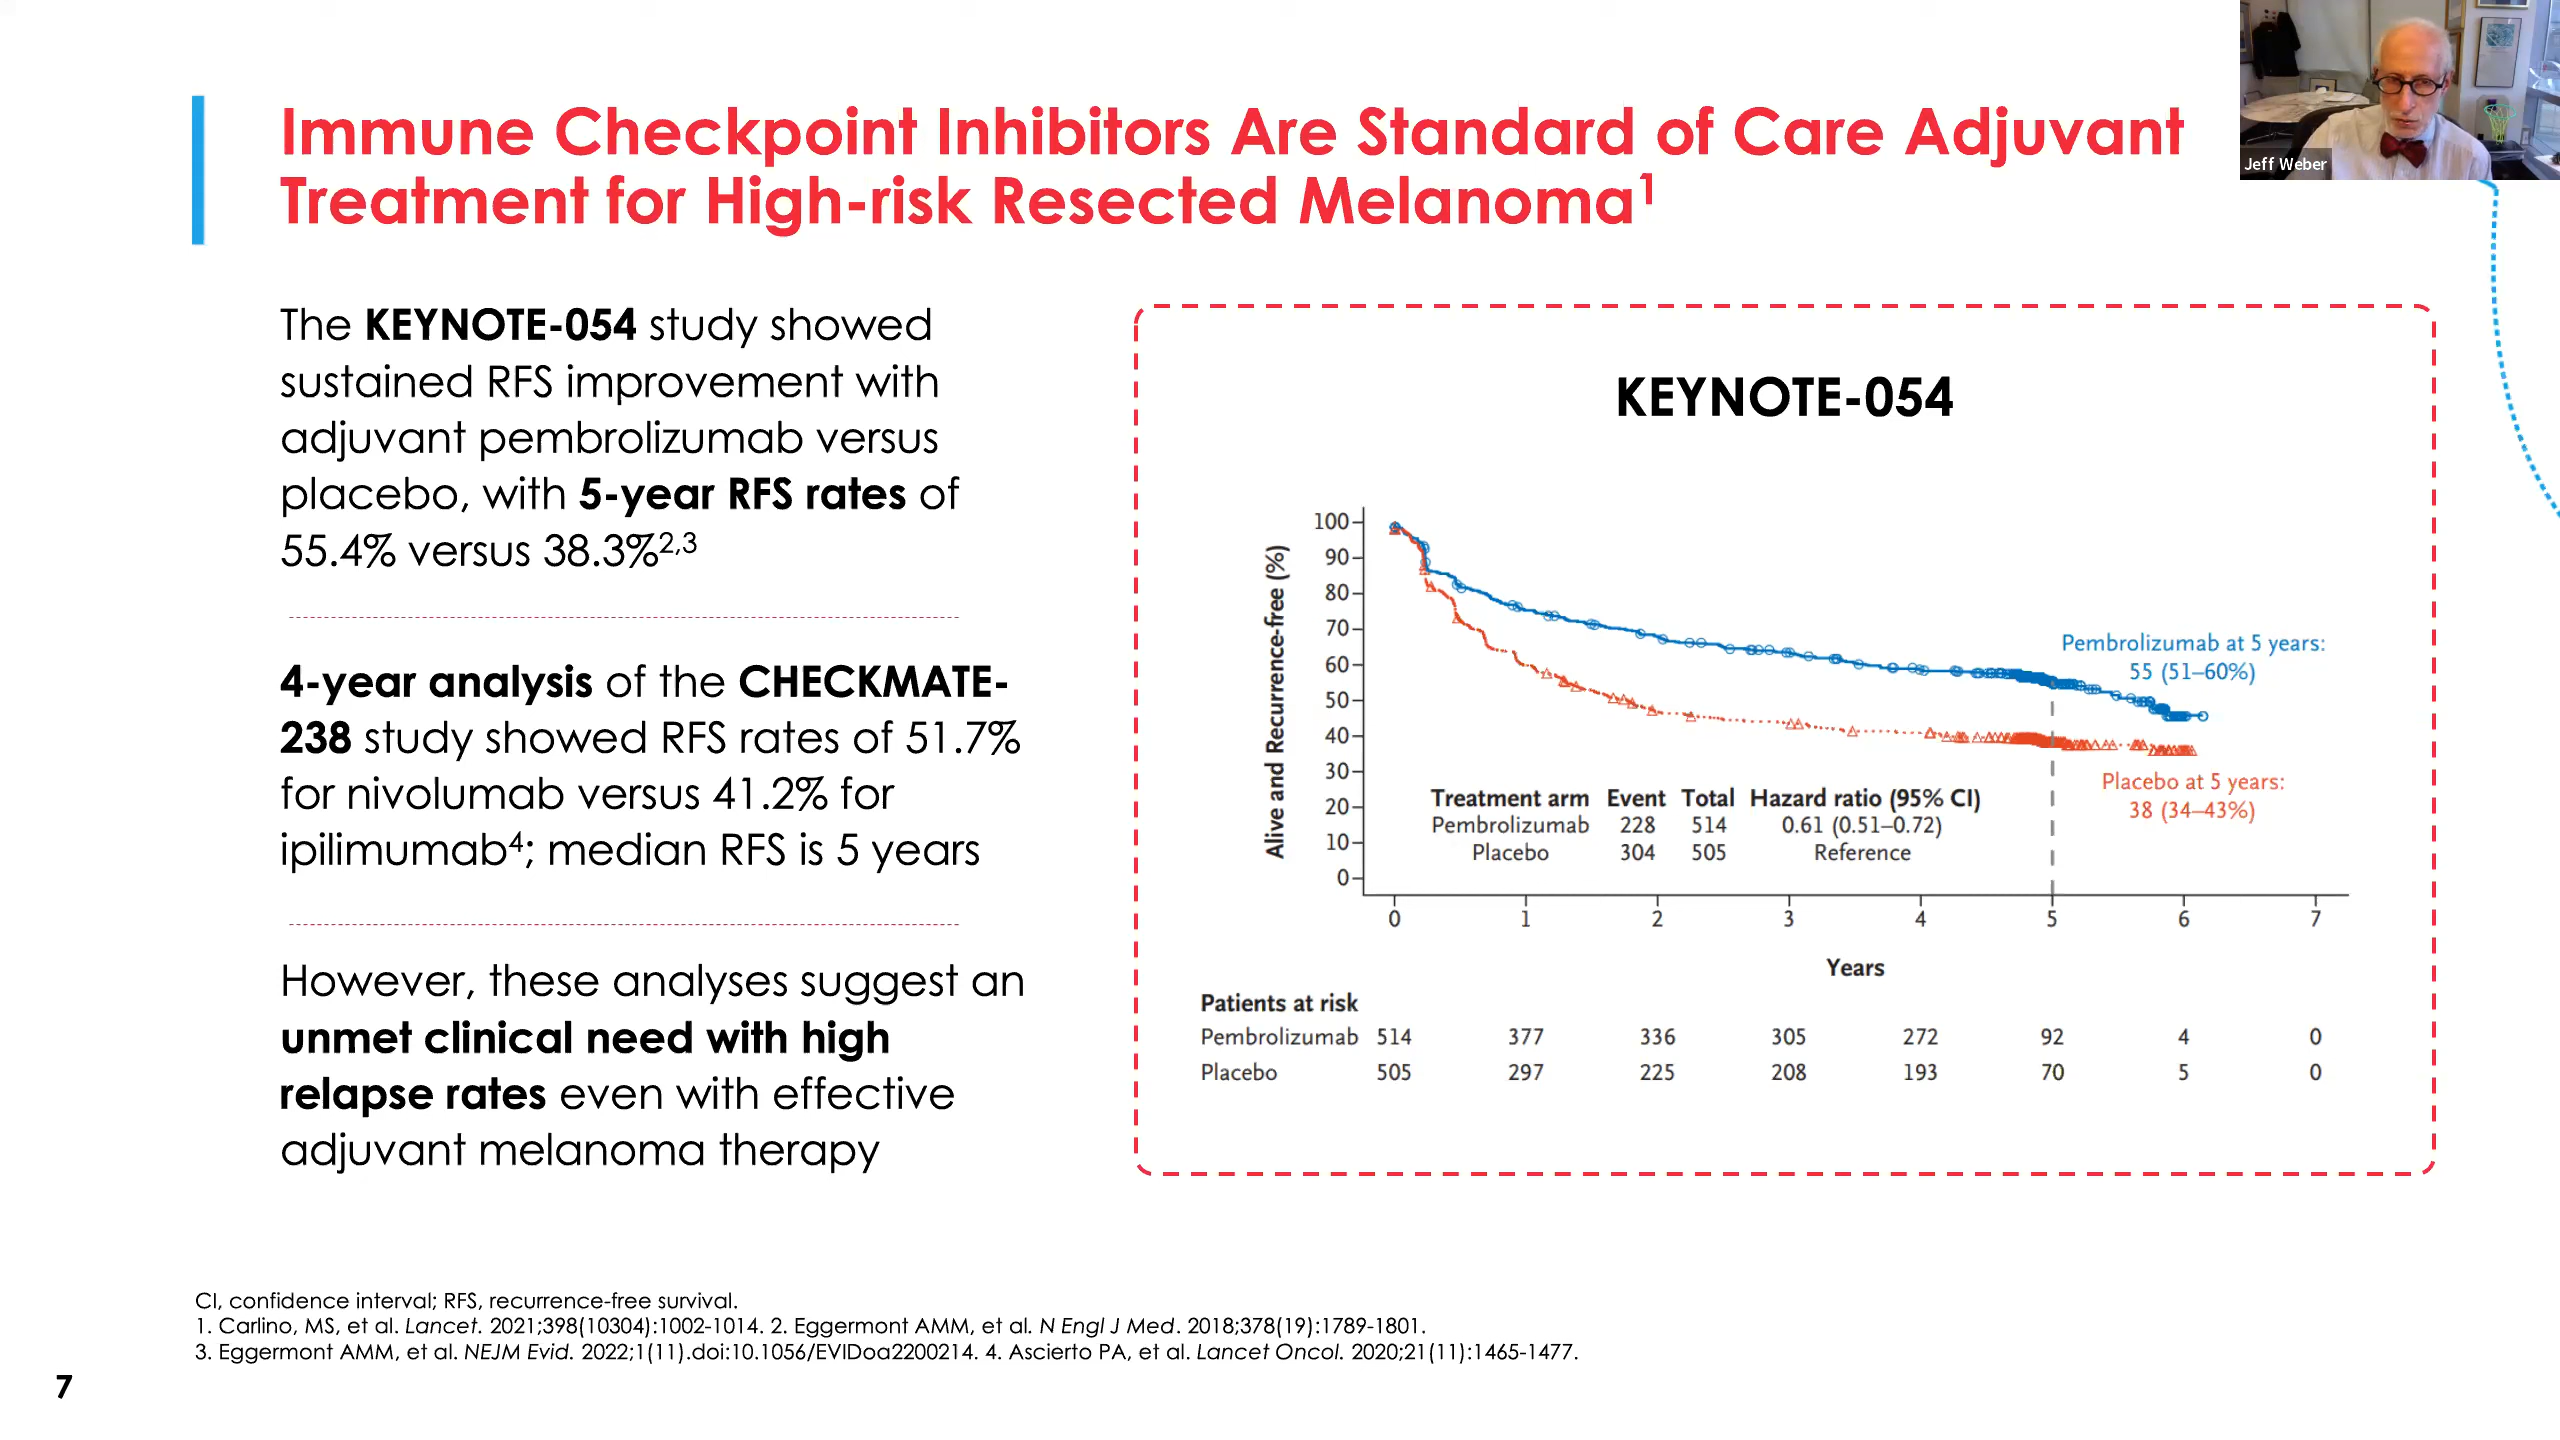 Jeff Weber
Immune Checkpoint Inhibitors Are Standard of Care Adjuvant
Treatment for High-risk Resected Melanoma¹
The KEYNOTE-054 study showed
sustained RFS improvement with
adjuvant pembrolizumab versus
placebo, with 5-year RFS rates of
55.4% versus 38.3%²,³
4-year analysis of the CHECKMATE-
238 study showed RFS rates of 51.7%
for nivolumab versus 41.2% for
ipilimumab⁴; median RFS is 5 years
However, these analyses suggest an
unmet clinical need with high
relapse rates even with effective
adjuvant melanoma therapy
KEYNOTE-054
Alive and Recurrence-free (%)
100
90
80
70
60
50
40
30
20
10
0
Pembrolizumab at 5 years:
55 (51–60%)
Placebo at 5 years:
38 (34–43%)
Treatment arm Event Total Hazard ratio (95% CI)
Pembrolizumab 228 514 0.61 (0.51–0.72)
Placebo 304 505 Reference
0 1 2 3 4 5 6 7
Years
Patients at risk
Pembrolizumab 514 377 336 305 272 92 4 0
Placebo 505 297 225 208 193 70 5 0
CI, confidence interval; RFS, recurrence-free survival.
1. Carlino, MS, et al. Lancet. 2021;398(10304):1002-1014. 2. Eggermont AMM, et al. N Engl J Med. 2018;378(19):1789-1801.
3. Eggermont AMM, et al. NEJM Evid. 2022;1(11).doi:10.1056/EVIDoa2200214. 4. Ascierto PA, et al. Lancet Oncol. 2020;21(11):1465-1477.
7